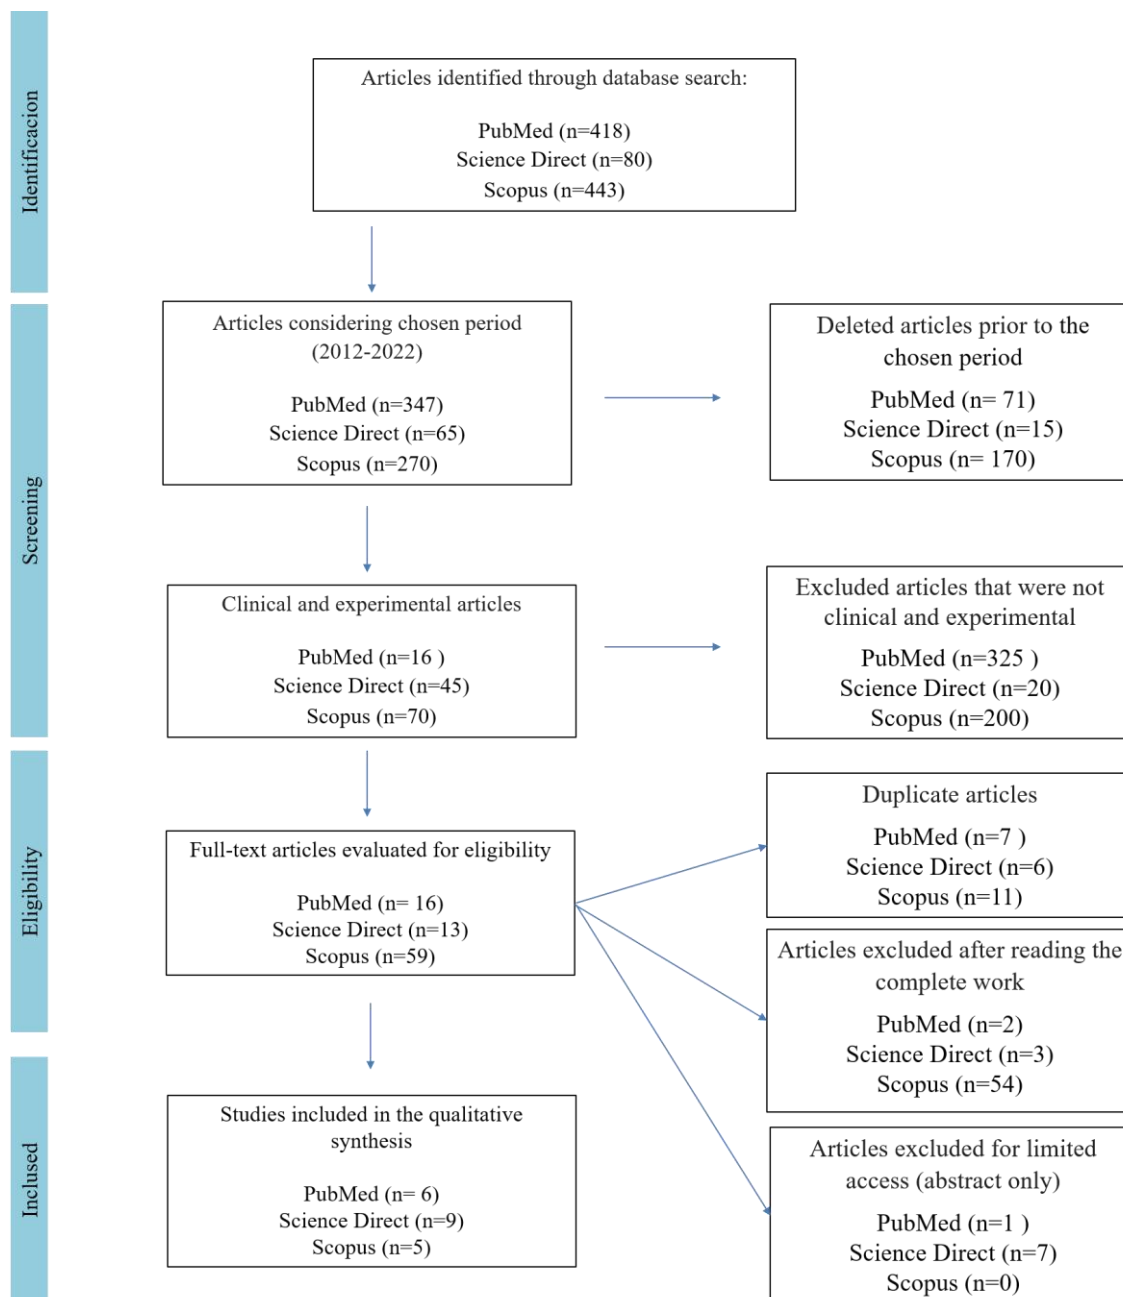 Identificacion
Articles identified through database search:
PubMed (n=418)
Science Direct (n=80)
Scopus (n=443)
Screening
Articles considering chosen period
(2012-2022)
PubMed (n=347)
Science Direct (n=65)
Scopus (n=270)
Deleted articles prior to the
chosen period
PubMed (n= 71)
Science Direct (n=15)
Scopus (n= 170)
Clinical and experimental articles
PubMed (n=16 )
Science Direct (n=45)
Scopus (n=70)
Excluded articles that were not
clinical and experimental
PubMed (n=325 )
Science Direct (n=20)
Scopus (n=200)
Eligibility
Full-text articles evaluated for eligibility
PubMed (n= 16)
Science Direct (n=13)
Scopus (n=59)
Duplicate articles
PubMed (n=7 )
Science Direct (n=6)
Scopus (n=11)
Articles excluded after reading the
complete work
PubMed (n=2)
Science Direct (n=3)
Scopus (n=54)
Articles excluded for limited
access (abstract only)
PubMed (n=1 )
Science Direct (n=7)
Scopus (n=0)
Inclused
Studies included in the qualitative
synthesis
PubMed (n= 6)
Science Direct (n=9)
Scopus (n=5)